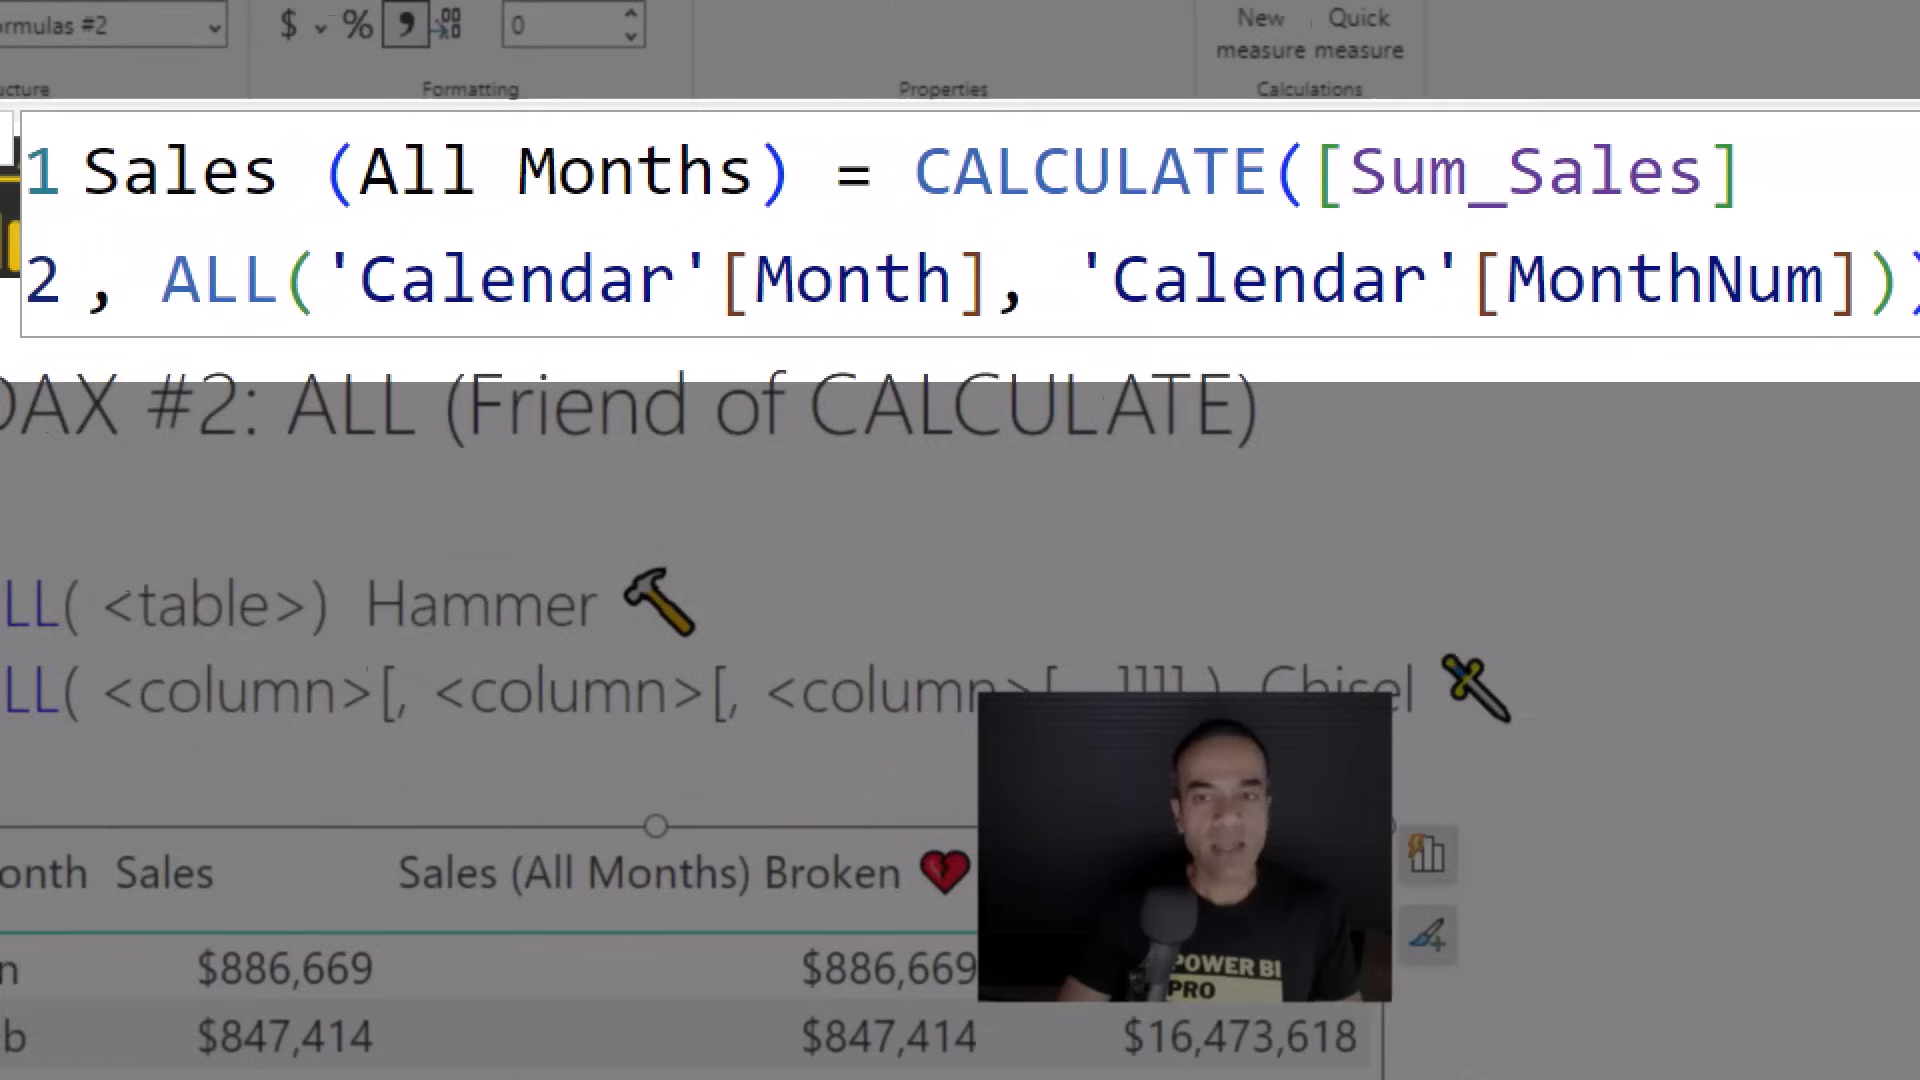 rmulas #2
$ % 0
New Quick
measure measure
cture Formatting Properties Calculations
1 Sales (All Months) = CALCULATE([Sum_Sales]
2 , ALL('Calendar'[Month], 'Calendar'[MonthNum]))
DAX #2: ALL (Friend of CALCULATE)
LL( <table>) Hammer
LL( <column>[, <column>[, <column>[, …]]]] ) Chisel
onth Sales Sales (All Months) Broken
n $886,669 $886,669
b $847,414 $847,414 $16,473,618
POWER BI
PRO